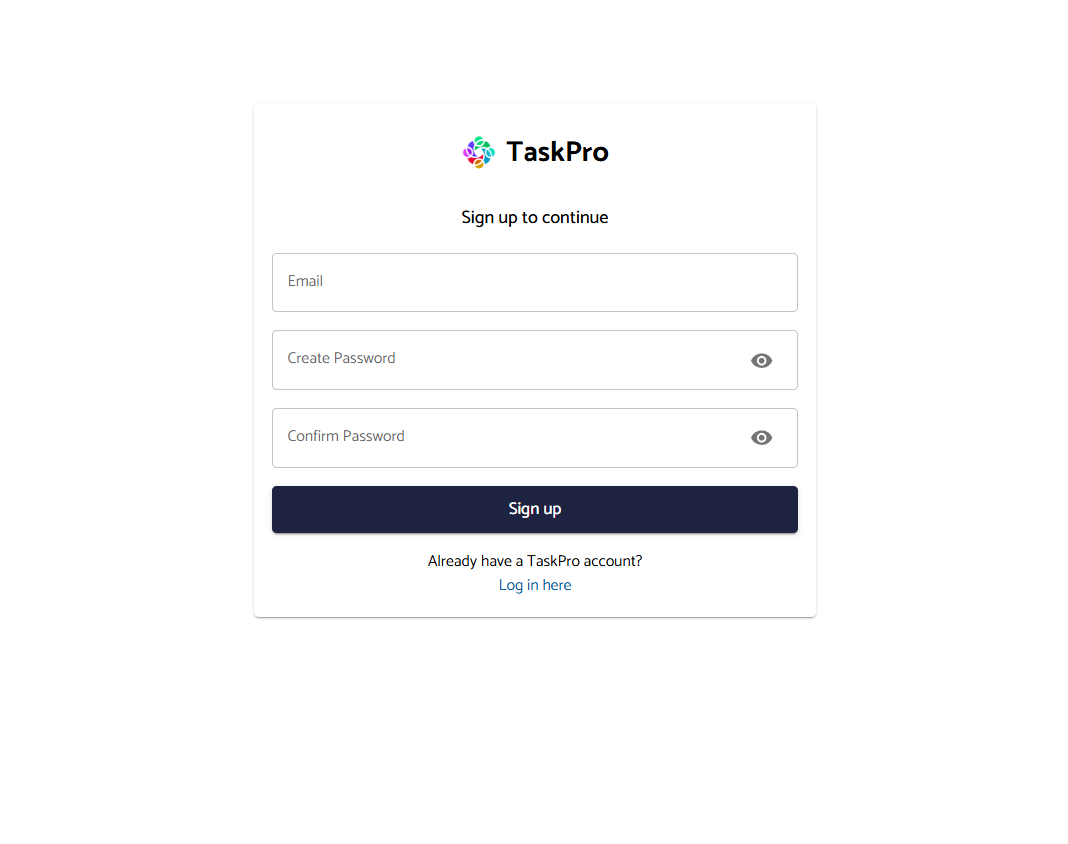 TaskPro
Sign up to continue
Email
Create Password
Confirm Password
Sign up
Already have a TaskPro account?
Log in here